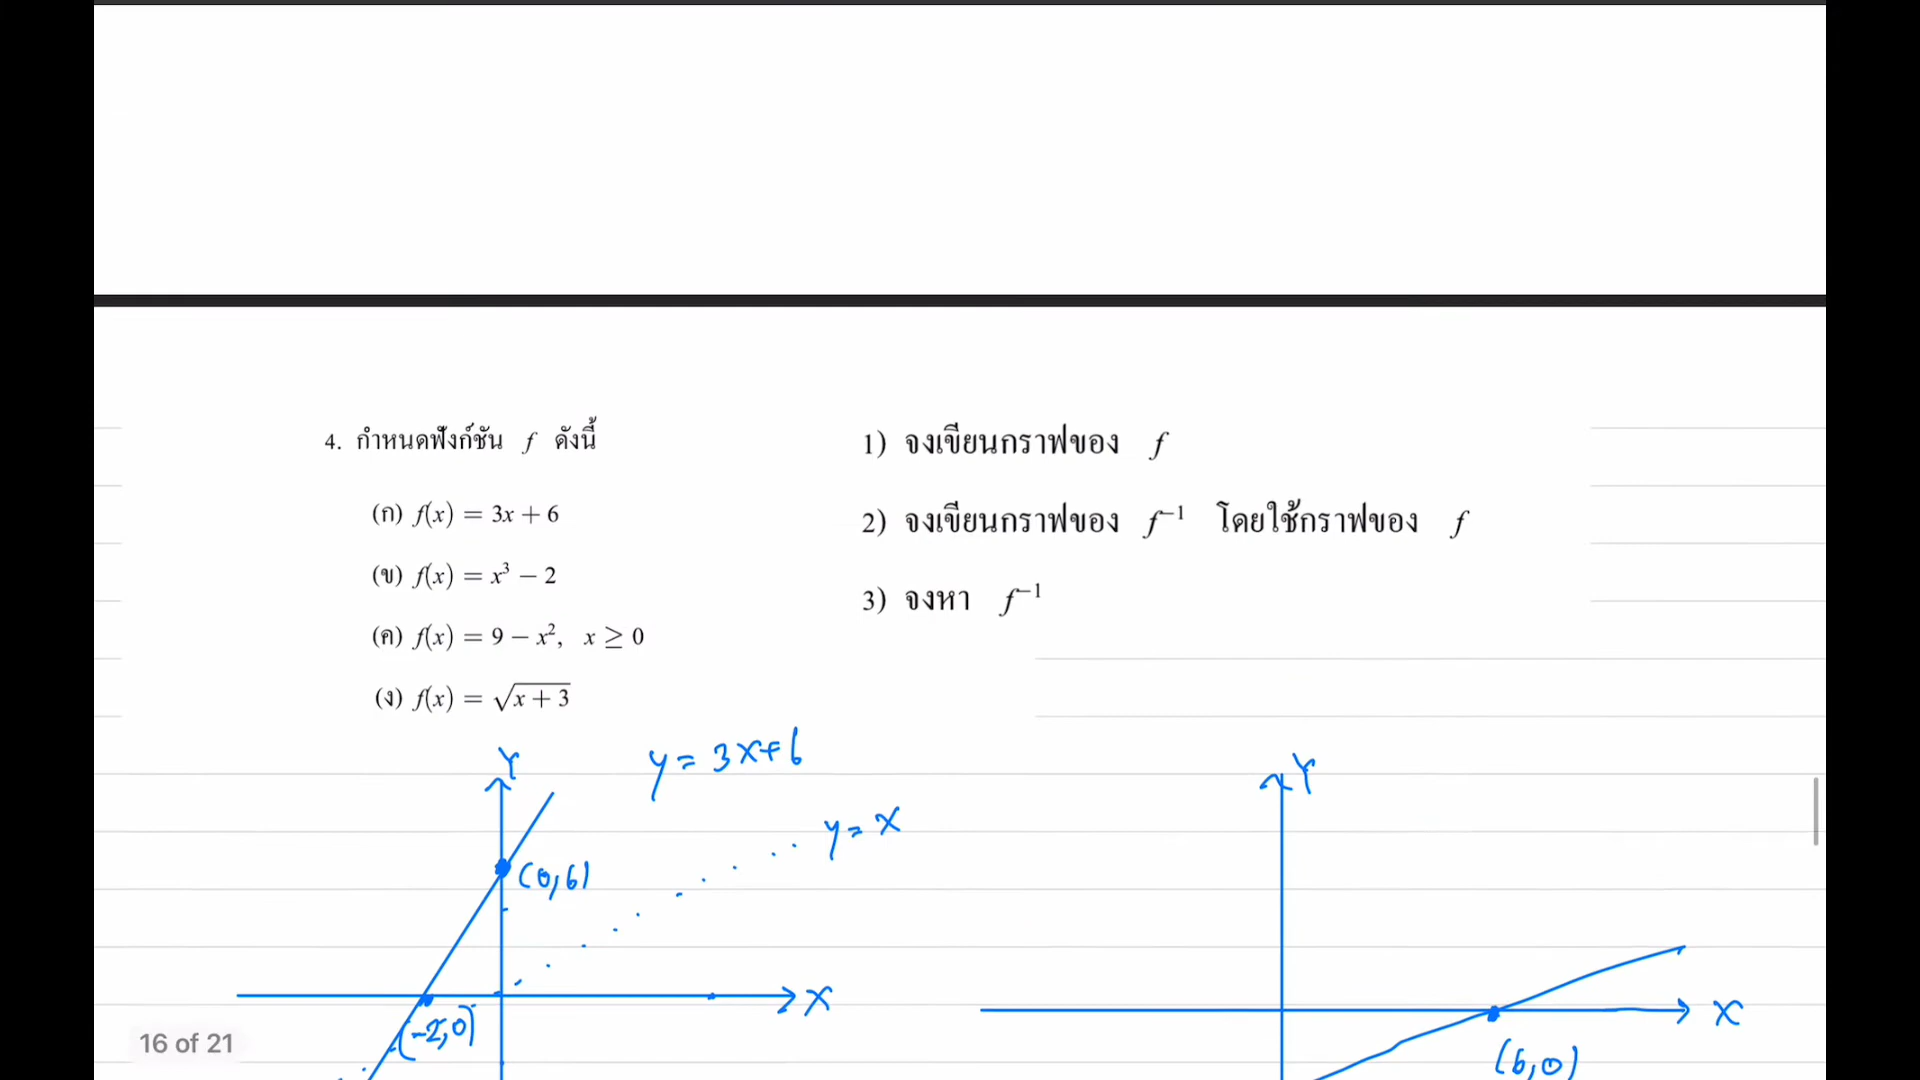 4. กำหนดฟังก์ชัน f ดังนี้
(ก) f(x) = 3x + 6
(ข) f(x) = x³ − 2
(ค) f(x) = 9 − x², x ≥ 0
(ง) f(x) = √(x + 3)
1) จงเขียนกราฟของ f
2) จงเขียนกราฟของ f⁻¹ โดยใช้กราฟของ f
3) จงหา f⁻¹
Y
y = 3x+6
y = x
(0,6)
X
(-2,0)
Y
X
(6,0)
16 of 21